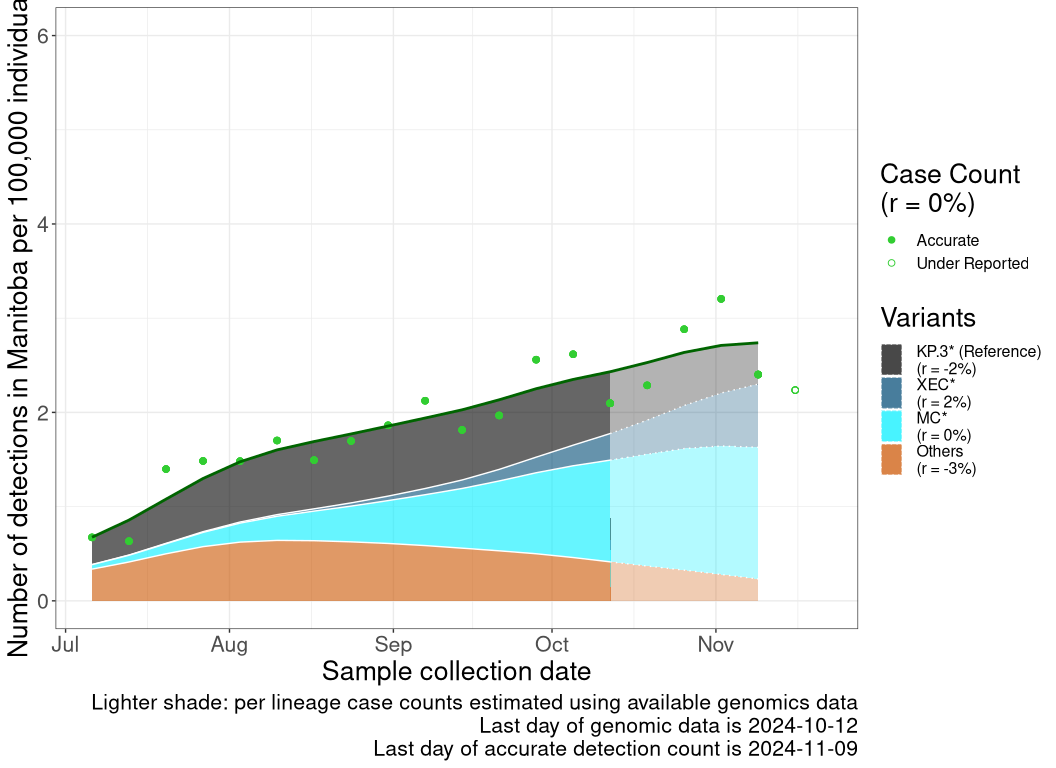 Number of detections in Manitoba per 100,000
6
4
2
0
Jul Aug Sep Oct Nov
Sample collection date
Lighter shade: per lineage case counts estimated using available genomics data
Last day of genomic data is 2024-10-12
Last day of accurate detection count is 2024-11-09
Case Count
(r = 0%)
Accurate
Under Reported
Variants
KP.3* (Reference)
(r = -2%)
XEC*
(r = 2%)
MC*
(r = 0%)
Others
(r = -3%)